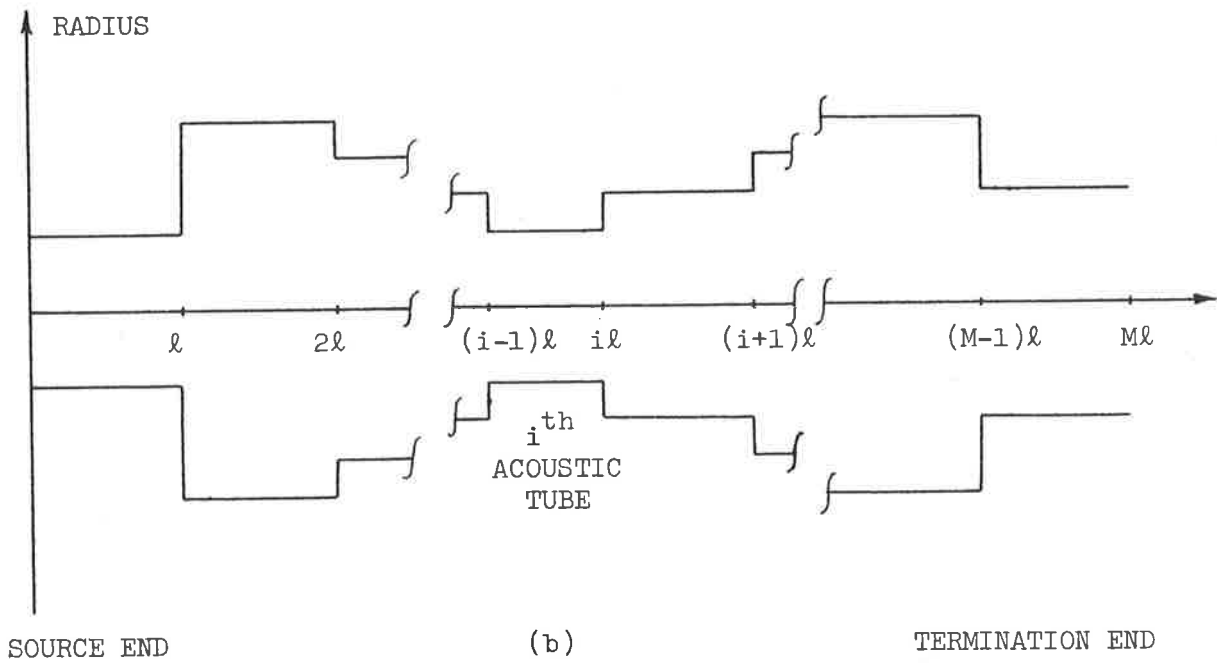 RADIUS
ℓ 2ℓ (i-1)ℓ iℓ (i+1)ℓ (M-1)ℓ Mℓ
i^th
ACOUSTIC
TUBE
SOURCE END (b) TERMINATION END